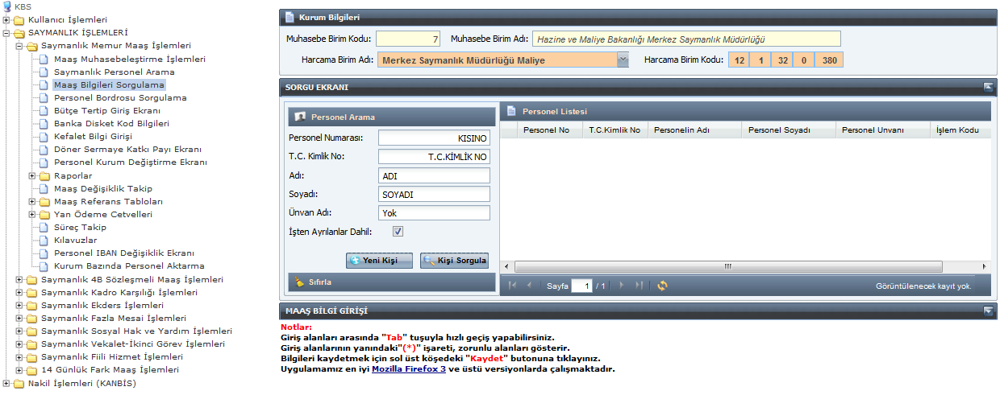 KBS
Kullanıcı İşlemleri
SAYMANLIK İŞLEMLERİ
Saymanlık Memur Maaş İşlemleri
Maaş Muhasebeleştirme İşlemleri
Saymanlık Personel Arama
Maaş Bilgileri Sorgulama
Personel Bordrosu Sorgulama
Bütçe Tertip Giriş Ekranı
Banka Disket Kod Bilgileri
Kefalet Bilgi Girişi
Döner Sermaye Katkı Payı Ekranı
Personel Kurum Değiştirme Ekranı
Raporlar
Maaş Değişiklik Takip
Maaş Referans Tabloları
Yan Ödeme Cetvelleri
Süreç Takip
Kılavuzlar
Personel IBAN Değişiklik Ekranı
Kurum Bazında Personel Aktarma
Saymanlık 4B Sözleşmeli Maaş İşlemleri
Saymanlık Kadro Karşılığı İşlemleri
Saymanlık Ekders İşlemleri
Saymanlık Fazla Mesai İşlemleri
Saymanlık Sosyal Hak ve Yardım İşlemleri
Saymanlık Vekalet-İkinci Görev İşlemleri
Saymanlık Fiili Hizmet İşlemleri
14 Günlük Fark Maaş İşlemleri
Nakil İşlemleri (KANBİS)
Kurum Bilgileri
Muhasebe Birim Kodu: 7 Muhasebe Birim Adı: Hazine ve Maliye Bakanlığı Merkez Saymanlık Müdürlüğü
Harcama Birim Adı: Merkez Saymanlık Müdürlüğü Maliye Harcama Birim Kodu: 12 1 32 0 380
SORGU EKRANI
Personel Arama
Personel Numarası: KISINO
T.C. Kimlik No: T.C.KİMLİK NO
Adı: ADI
Soyadı: SOYADI
Ünvan Adı: Yok
İşten Ayrılanlar Dahil:
Yeni Kişi Kişi Sorgula
Sıfırla
Personel Listesi
Personel No T.C.Kimlik No Personelin Adı Personel Soyadı Personel Unvanı İşlem Kodu
Sayfa 1 / 1 Görüntülenecek kayıt yok.
MAAŞ BİLGİ GİRİŞİ
Notlar:
Giriş alanları arasında "Tab" tuşuyla hızlı geçiş yapabilirsiniz.
Giriş alanlarının yanındaki"(*)" işareti, zorunlu alanları gösterir.
Bilgileri kaydetmek için sol üst köşedeki "Kaydet" butonuna tıklayınız.
Uygulamamız en iyi Mozilla Firefox 3 ve üstü versiyonlarda çalışmaktadır.